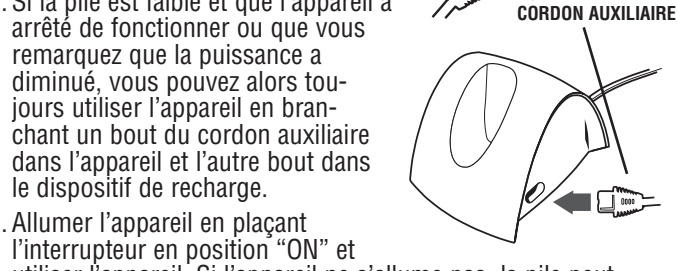 . Si la pile est faible et que l'appareil a
arrêté de fonctionner ou que vous
remarquez que la puissance a
diminué, vous pouvez alors tou-
jours utiliser l'appareil en bran-
chant un bout du cordon auxiliaire
dans l'appareil et l'autre bout dans
le dispositif de recharge.
. Allumer l'appareil en plaçant
l'interrupteur en position “ON” et
utiliser l'appareil. Si l'appareil ne s'allume pas, la pile peut
CORDON AUXILIAIRE